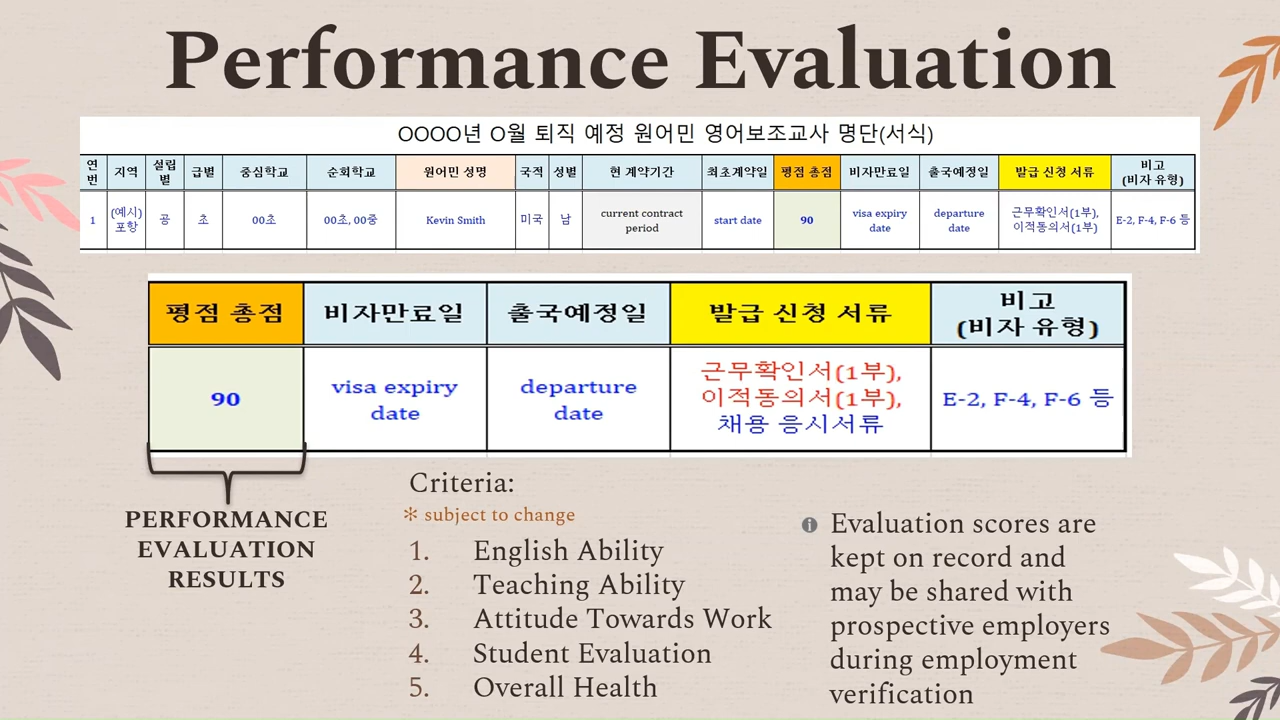 Performance Evaluation
OOOO년 O월 퇴직 예정 원어민 영어보조교사 명단(서식)
연번 지역 설립별 급별 중심학교 순회학교 원어민 성명 국적 성별 현 계약기간 최초계약일 평점 총점 비자만료일 출국예정일 발급 신청 서류 비고 (비자 유형)
1 (예시) 포항 공 초 00초 00초, 00중 Kevin Smith 미국 남 current contract period start date 90 visa expiry date departure date 근무확인서(1부), 이적동의서(1부) E-2, F-4, F-6 등
평점 총점 비자만료일 출국예정일 발급 신청 서류 비고 (비자 유형)
90 visa expiry date departure date 근무확인서(1부), 이적동의서(1부), 채용 응시서류 E-2, F-4, F-6 등
PERFORMANCE
EVALUATION
RESULTS
Criteria:
✻ subject to change
1. English Ability
2. Teaching Ability
3. Attitude Towards Work
4. Student Evaluation
5. Overall Health
Evaluation scores are
kept on record and
may be shared with
prospective employers
during employment
verification